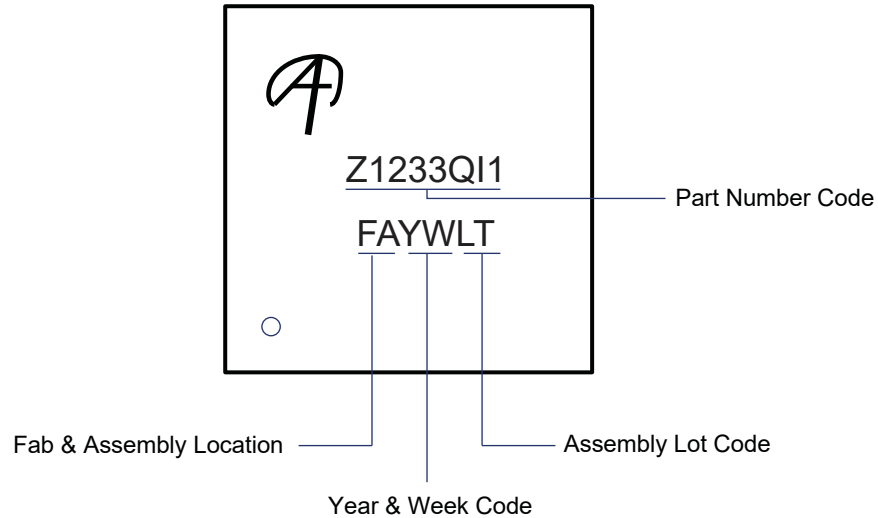 Z1233QI1
Part Number Code
FAYWLT
Fab & Assembly Location
Assembly Lot Code
Year & Week Code